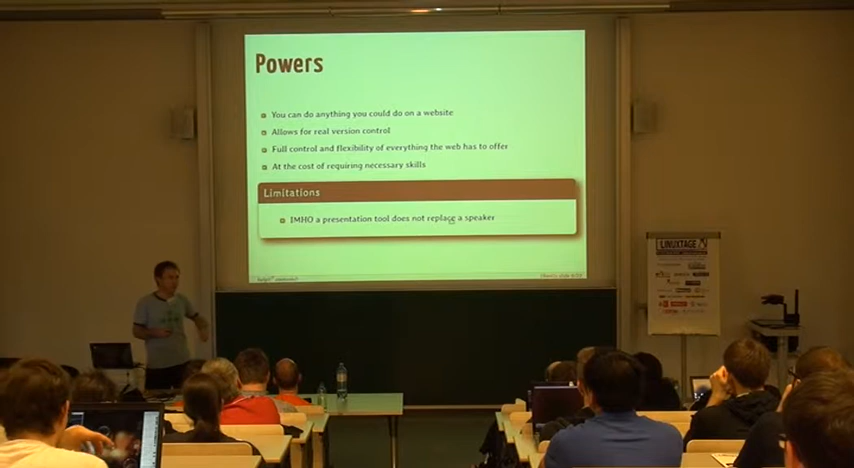 Powers
You can do anything you could do on a website
Allows for real version control
Full control and flexibility of everything the web has to offer
At the cost of requiring necessary skills
Limitations
IMHO a presentation tool does not replace a speaker
LINUXTAGE